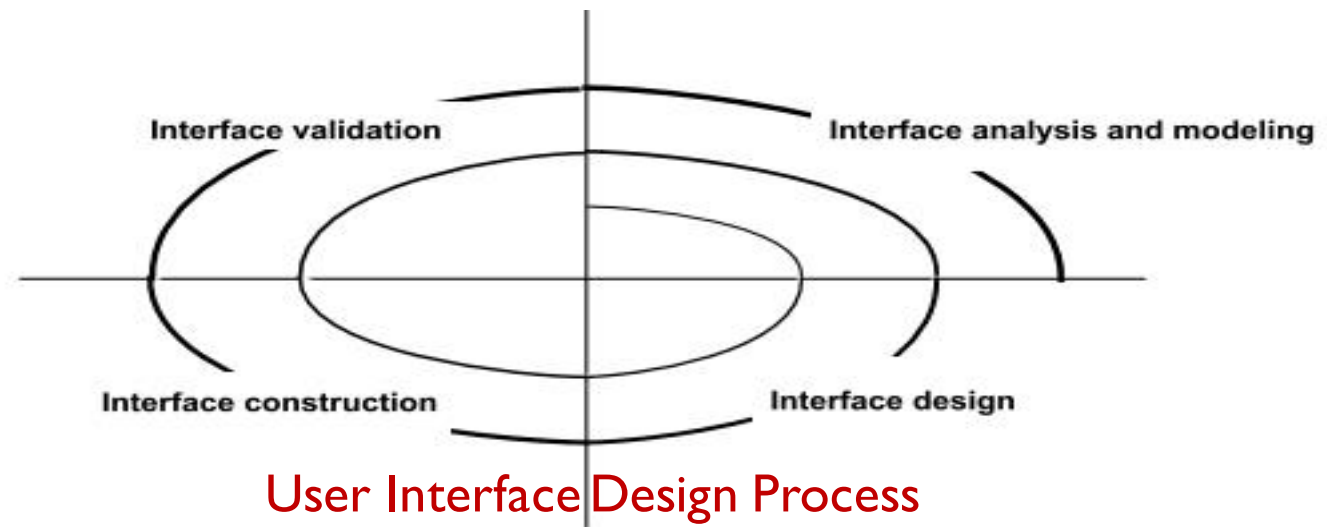 Interface validation
Interface analysis and modeling
Interface construction
Interface design
User Interface Design Process